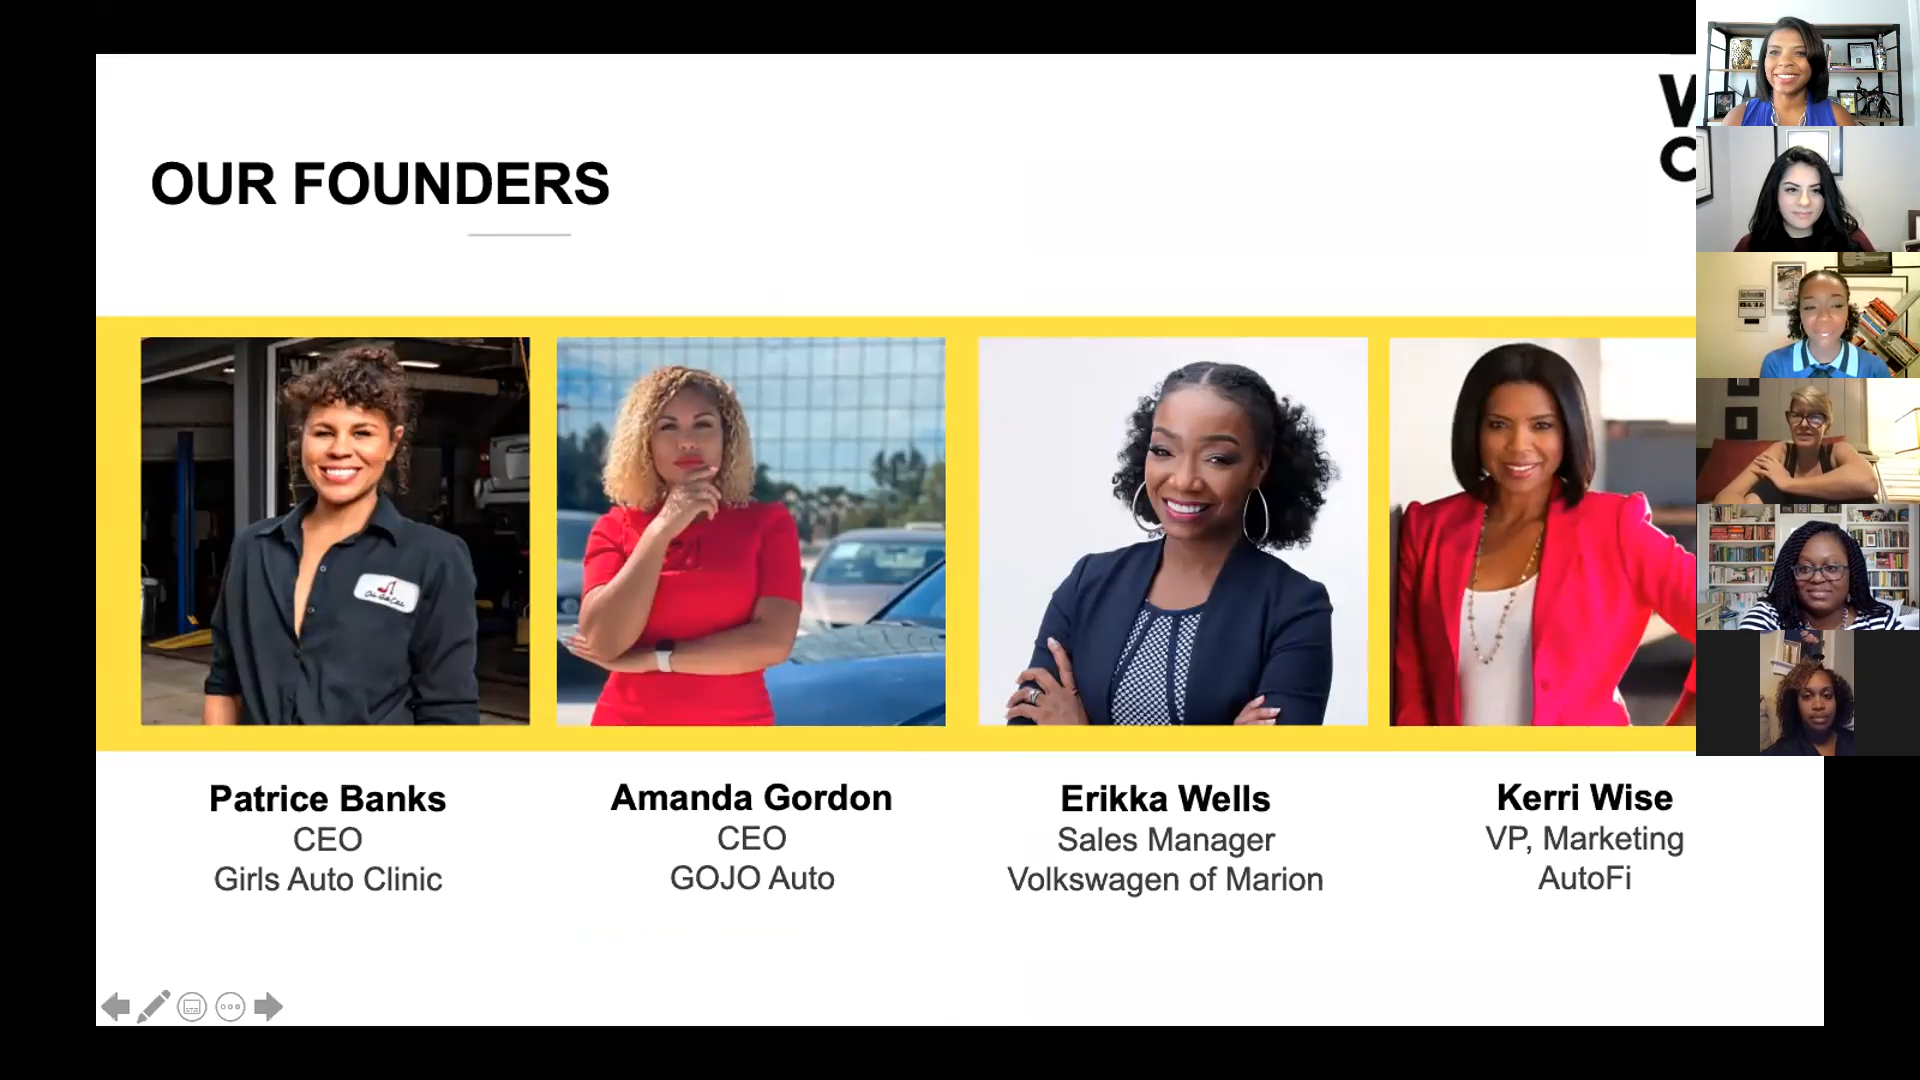 OUR FOUNDERS
Patrice Banks
CEO
Girls Auto Clinic
Amanda Gordon
CEO
GOJO Auto
Erikka Wells
Sales Manager
Volkswagen of Marion
Kerri Wise
VP, Marketing
AutoFi